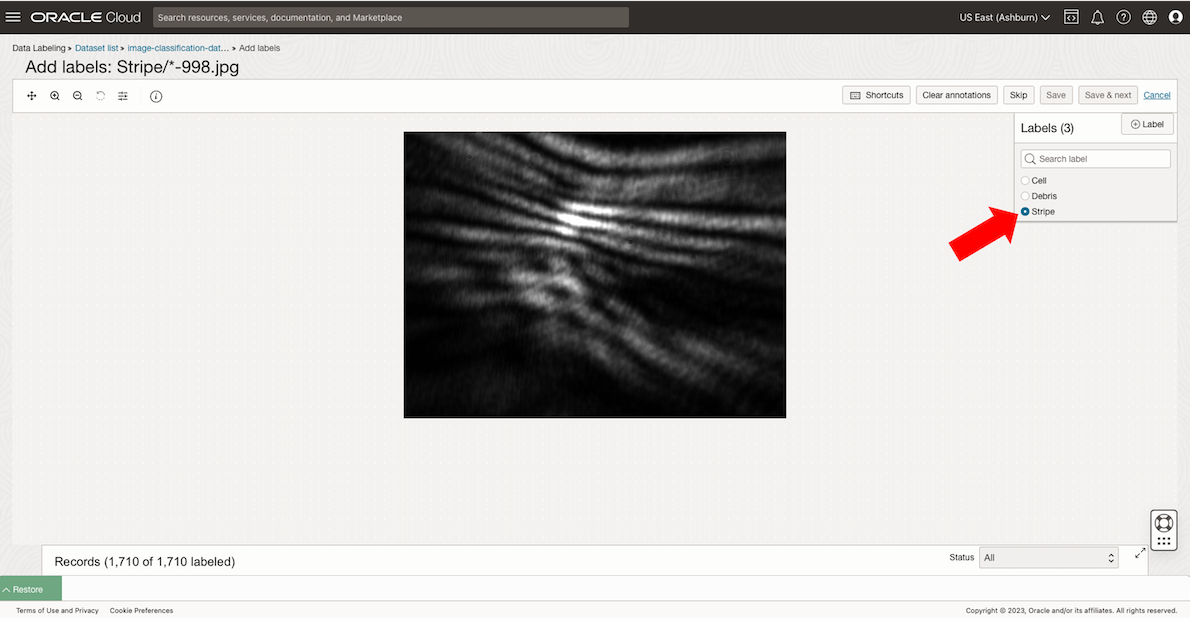 ORACLE Cloud
Search resources, services, documentation, and Marketplace
US East (Ashburn)
Data Labeling » Dataset list » image-classification-dat... » Add labels
Add labels: Stripe/*-998.jpg
Shortcuts
Clear annotations
Skip
Save
Save & next
Cancel
Labels (3)
Label
Search label
Cell
Debris
Stripe
Records (1,710 of 1,710 labeled)
Status
All
Restore
Terms of Use and Privacy
Cookie Preferences
Copyright © 2023, Oracle and/or its affiliates. All rights reserved.